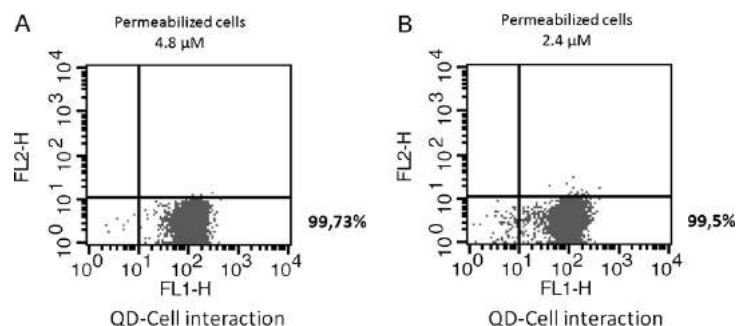 A
Permeabilized cells
4.8 µM
FL2-H
10⁴
10³
10²
10¹
10⁰
10⁰ 10¹ 10² 10³ 10⁴
FL1-H
99,73%
QD-Cell interaction
B
Permeabilized cells
2.4 µM
FL2-H
10⁴
10³
10²
10¹
10⁰
10⁰ 10¹ 10² 10³ 10⁴
FL1-H
99,5%
QD-Cell interaction